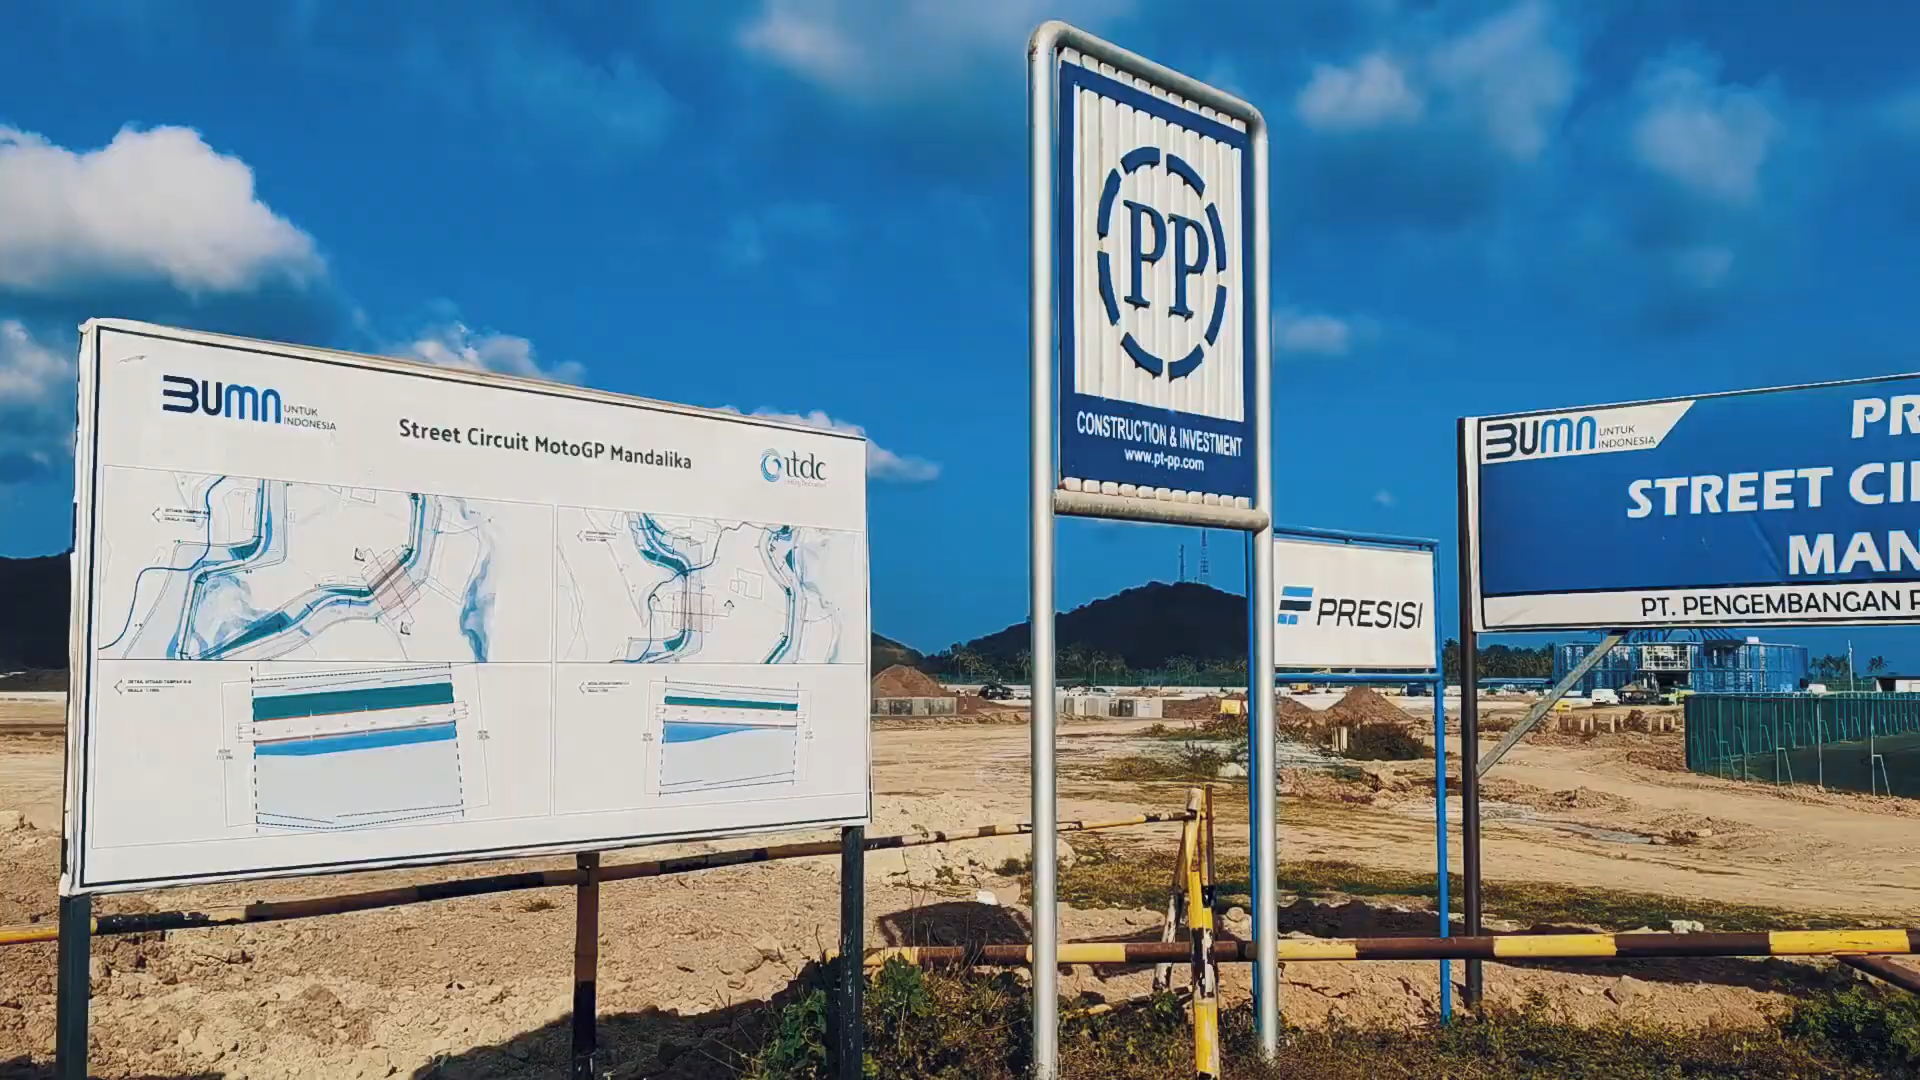 BUMN
UNTUK
INDONESIA
Street Circuit MotoGP Mandalika
itdc
PP
CONSTRUCTION & INVESTMENT
www.pt-pp.com
PRESISI
BUMN
UNTUK
INDONESIA
PR
STREET CI
MAN
PT. PENGEMBANGAN P